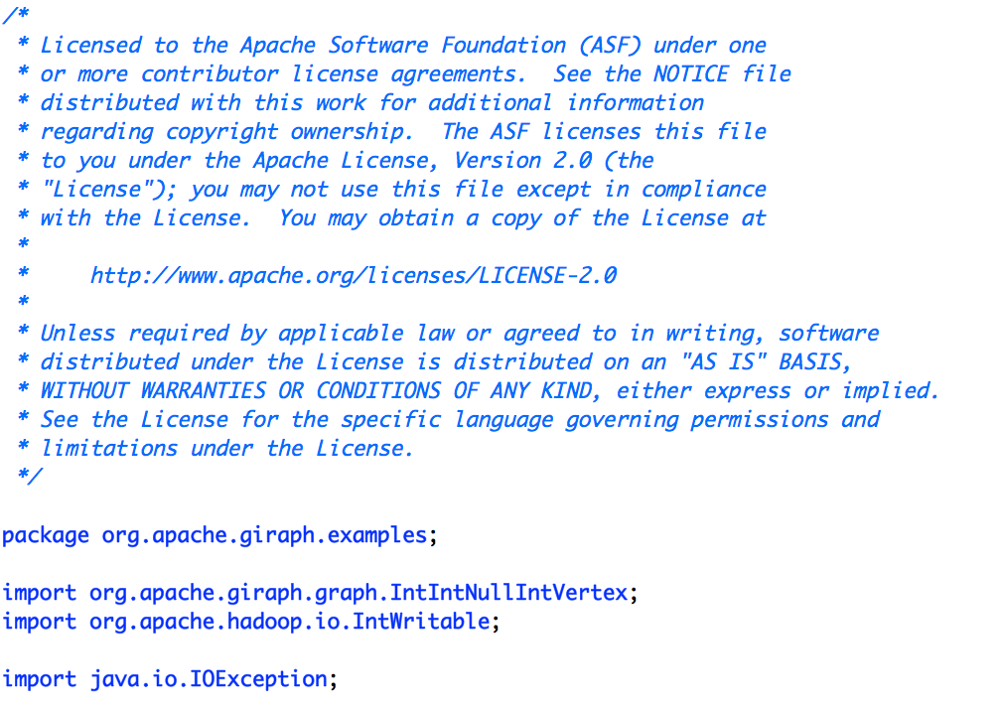 /*
 * Licensed to the Apache Software Foundation (ASF) under one
 * or more contributor license agreements.  See the NOTICE file
 * distributed with this work for additional information
 * regarding copyright ownership.  The ASF licenses this file
 * to you under the Apache License, Version 2.0 (the
 * "License"); you may not use this file except in compliance
 * with the License.  You may obtain a copy of the License at
 *
 *     http://www.apache.org/licenses/LICENSE-2.0
 *
 * Unless required by applicable law or agreed to in writing, software
 * distributed under the License is distributed on an "AS IS" BASIS,
 * WITHOUT WARRANTIES OR CONDITIONS OF ANY KIND, either express or implied.
 * See the License for the specific language governing permissions and
 * limitations under the License.
 */

package org.apache.giraph.examples;

import org.apache.giraph.graph.IntIntNullIntVertex;
import org.apache.hadoop.io.IntWritable;

import java.io.IOException;